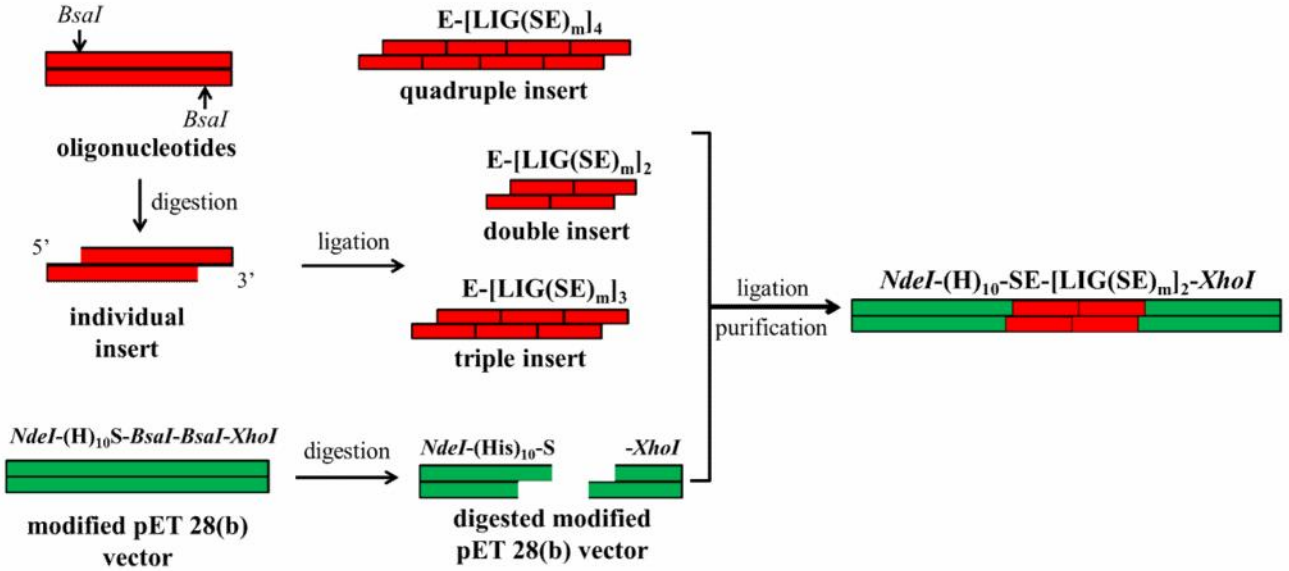 BsaI
BsaI
oligonucleotides
digestion
5’
3’
individual
insert
ligation
E-[LIG(SE)m]4
quadruple insert
E-[LIG(SE)m]2
double insert
E-[LIG(SE)m]3
triple insert
NdeI-(H)10S-BsaI-BsaI-XhoI
modified pET 28(b)
vector
digestion
NdeI-(His)10-S
-XhoI
digested modified
pET 28(b) vector
ligation
purification
NdeI-(H)10-SE-[LIG(SE)m]2-XhoI